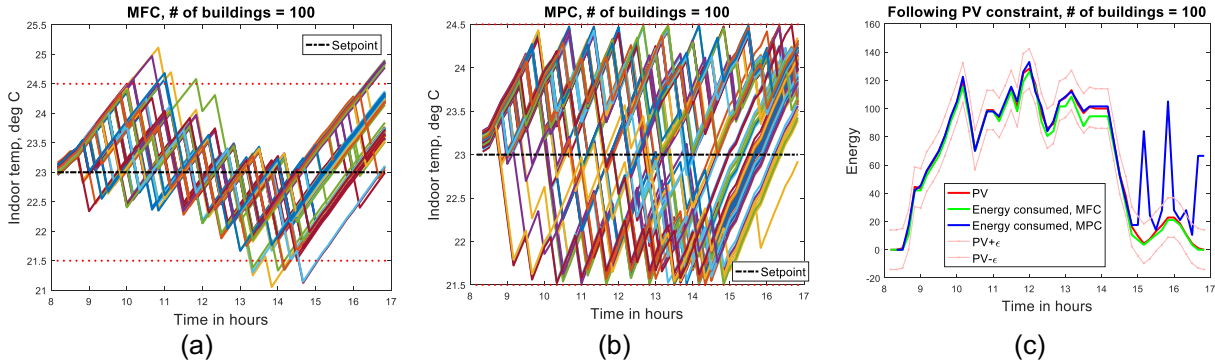 MFC, # of buildings = 100
25.5
25
24.5
24
23.5
23
22.5
22
21.5
21
Indoor temp, deg C
Setpoint
8 9 10 11 12 13 14 15 16 17
Time in hours
(a)
MPC, # of buildings = 100
24.5
24
23.5
23
22.5
22
21.5
Indoor temp, deg C
Setpoint
8 9 10 11 12 13 14 15 16 17
Time in hours
(b)
Following PV constraint, # of buildings = 100
160
140
120
100
80
60
40
20
0
-20
Energy
PV
Energy consumed, MFC
Energy consumed, MPC
PV+ϵ
PV-ϵ
8 9 10 11 12 13 14 15 16 17
Time in hours
(c)